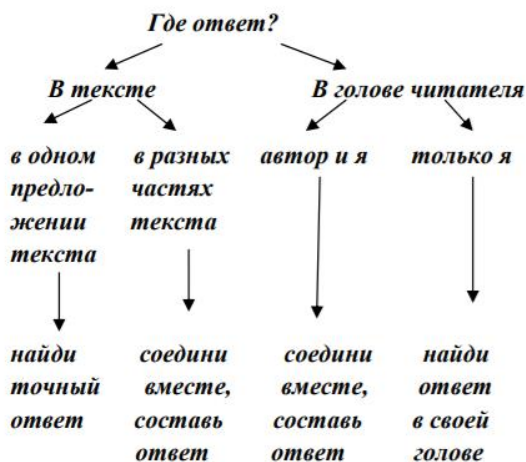 Где ответ?
В тексте
В голове читателя
в одном
предло-
жении
текста
в разных
частях
текста
автор и я
только я
найди
точный
ответ
соедини
вместе,
составь
ответ
соедини
вместе,
составь
ответ
найди
ответ
в своей
голове